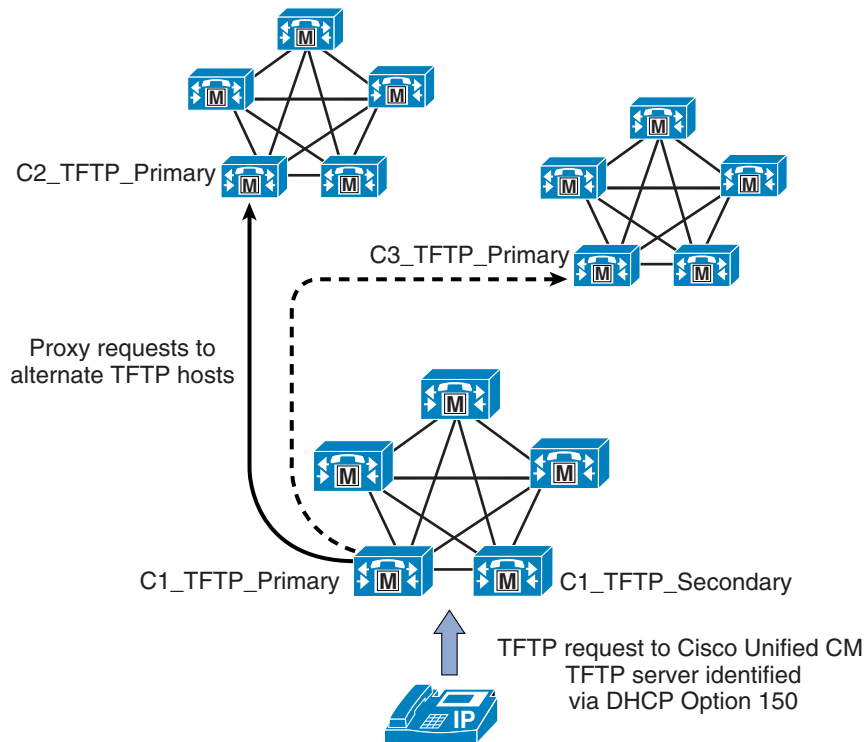 M
M
M
C2_TFTP_Primary
M
M
M
M
M
C3_TFTP_Primary
M
M
Proxy requests to
alternate TFTP hosts
M
M
M
C1_TFTP_Primary
M
M
C1_TFTP_Secondary
TFTP request to Cisco Unified CM
TFTP server identified
via DHCP Option 150
IP